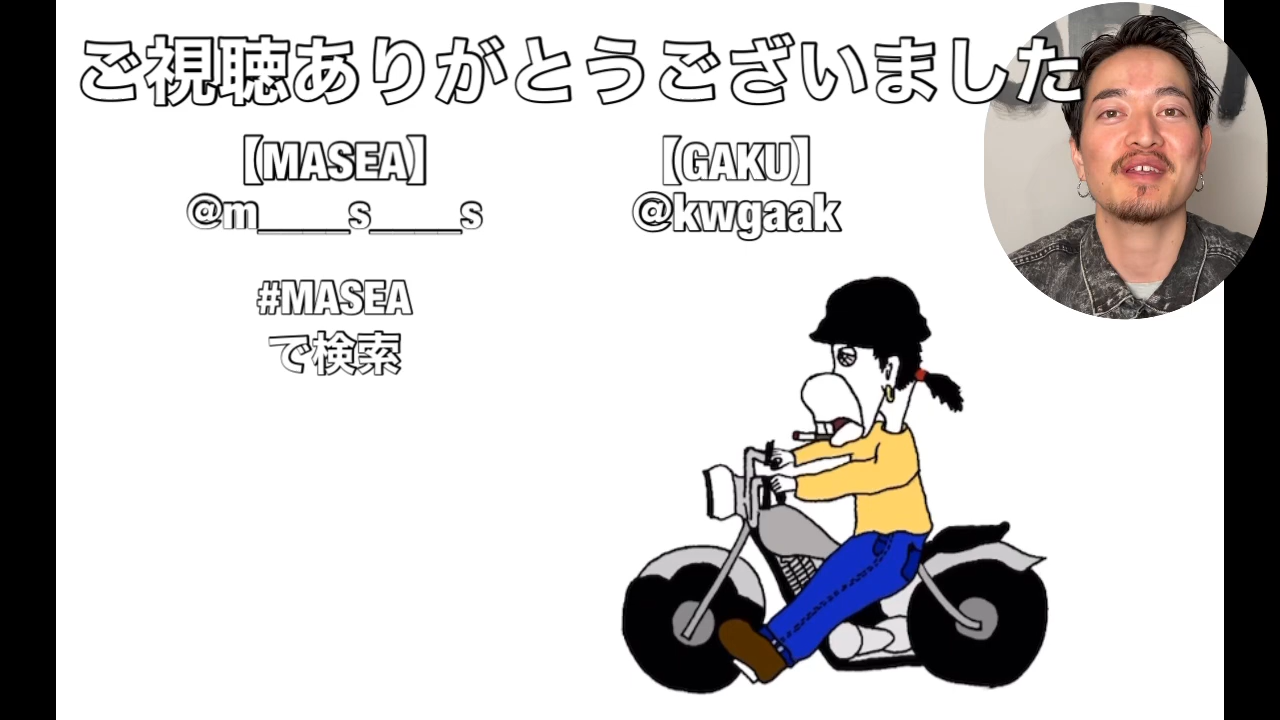 ご視聴ありがとうございました
【MASEA】
@m____s____s
【GAKU】
@kwgaak
#MASEA
で検索